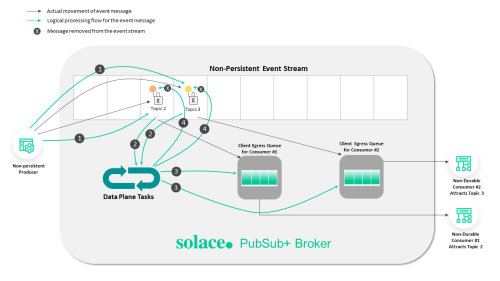 Actual movement of event message
Logical processing flow for the event message
X Message removed from the event stream
Non-Persistent Event Stream
1
X
X
E
E
Topic 2
Topic 3
3
4
4
1
2
2
Non-persistent
Producer
Client Egress Queue
for Consumer #1
Client Egress Queue
for Consumer #2
3
3
Data Plane Tasks
Non-Durable
Consumer #2
Attracts Topic 3
Non-Durable
Consumer #1
Attracts Topic 2
solace. PubSub+ Broker